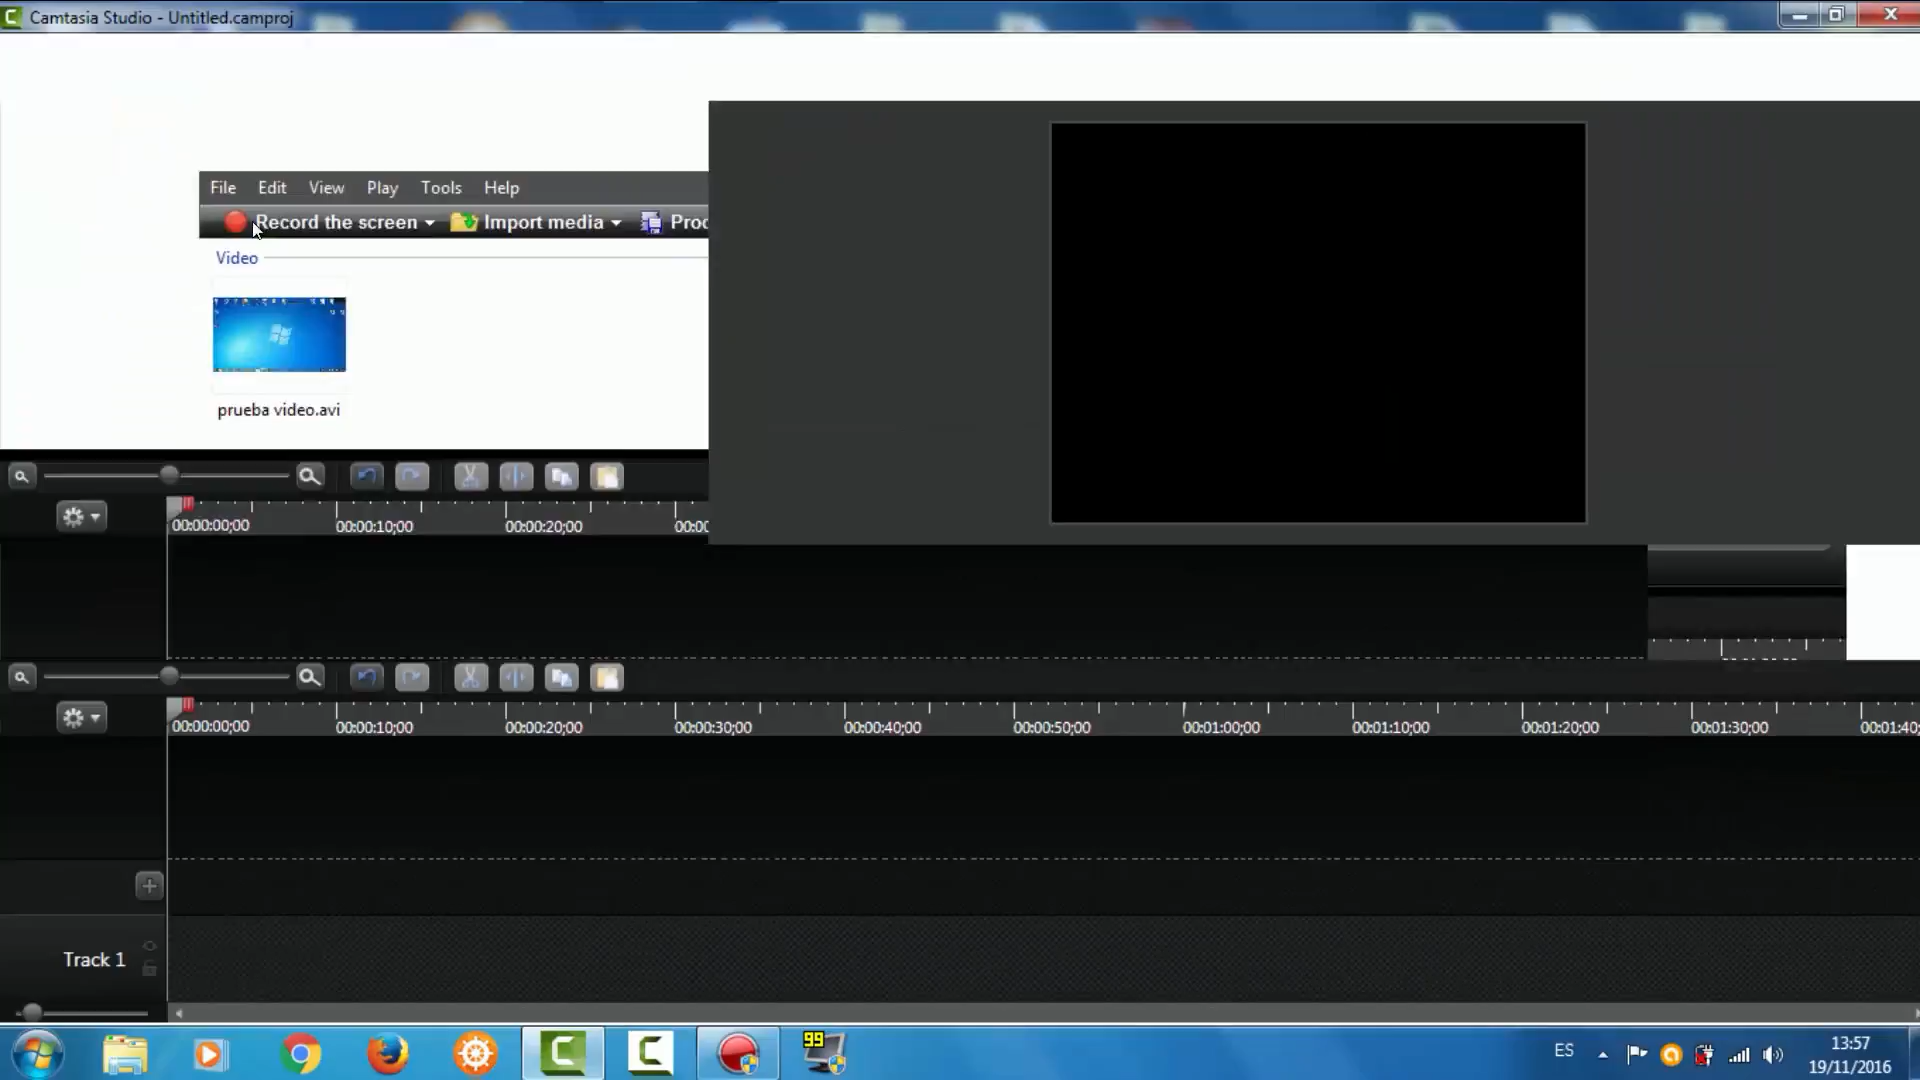 Camtasia Studio - Untitled.camproj
File Edit View Play Tools Help
Record the screen Import media
Video
prueba video.avi
00:00:00;00 00:00:10;00 00:00:20;00
00:00:00;00 00:00:10;00 00:00:20;00 00:00:30;00 00:00:40;00 00:00:50;00 00:01:00;00 00:01:10;00 00:01:20;00 00:01:30;00 00:01:40;
Track 1
99
ES
13:57
19/11/2016